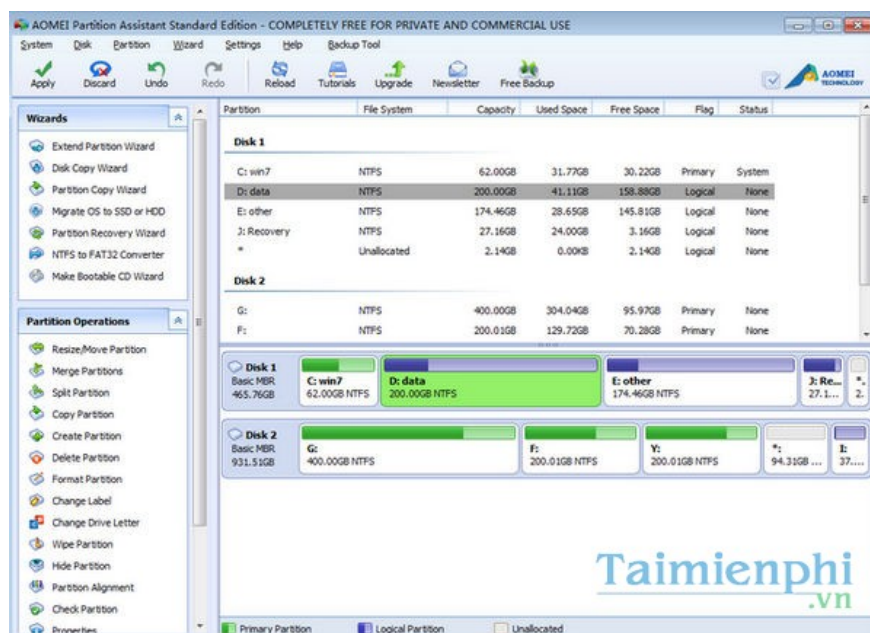 AOMEI Partition Assistant Standard Edition - COMPLETELY FREE FOR PRIVATE AND COMMERCIAL USE
System Disk Partition Wizard Settings Help Backup Tool
Apply Discard Undo Redo Reload Tutorials Upgrade Newsletter Free Backup
AOMEI
TECHNOLOGY
Wizards
Extend Partition Wizard
Disk Copy Wizard
Partition Copy Wizard
Migrate OS to SSD or HDD
Partition Recovery Wizard
NTFS to FAT32 Converter
Make Bootable CD Wizard
Partition Operations
Resize/Move Partition
Merge Partitions
Split Partition
Copy Partition
Create Partition
Delete Partition
Format Partition
Change Label
Change Drive Letter
Wipe Partition
Hide Partition
Partition Alignment
Check Partition
Properties
Partition File System Capacity Used Space Free Space Flag Status
Disk 1
C: win7 NTFS 62.00GB 31.77GB 30.22GB Primary System
D: data NTFS 200.00GB 41.11GB 158.88GB Logical None
E: other NTFS 174.46GB 28.65GB 145.81GB Logical None
J: Recovery NTFS 27.16GB 24.00GB 3.16GB Logical None
* Unallocated 2.14GB 0.00KB 2.14GB Logical None
Disk 2
G: NTFS 400.00GB 304.04GB 95.97GB Primary None
F: NTFS 200.01GB 129.72GB 70.28GB Primary None
Disk 1
Basic MBR
465.76GB
C: win7
62.00GB NTFS
D: data
200.00GB NTFS
E: other
174.46GB NTFS
J: Re...
27.1...
*.
2.
Disk 2
Basic MBR
931.51GB
G:
400.00GB NTFS
F:
200.01GB NTFS
Y:
200.01GB NTFS
*:
94.31GB ...
I:
37....
Taimienphi
.vn
Primary Partition Logical Partition Unallocated